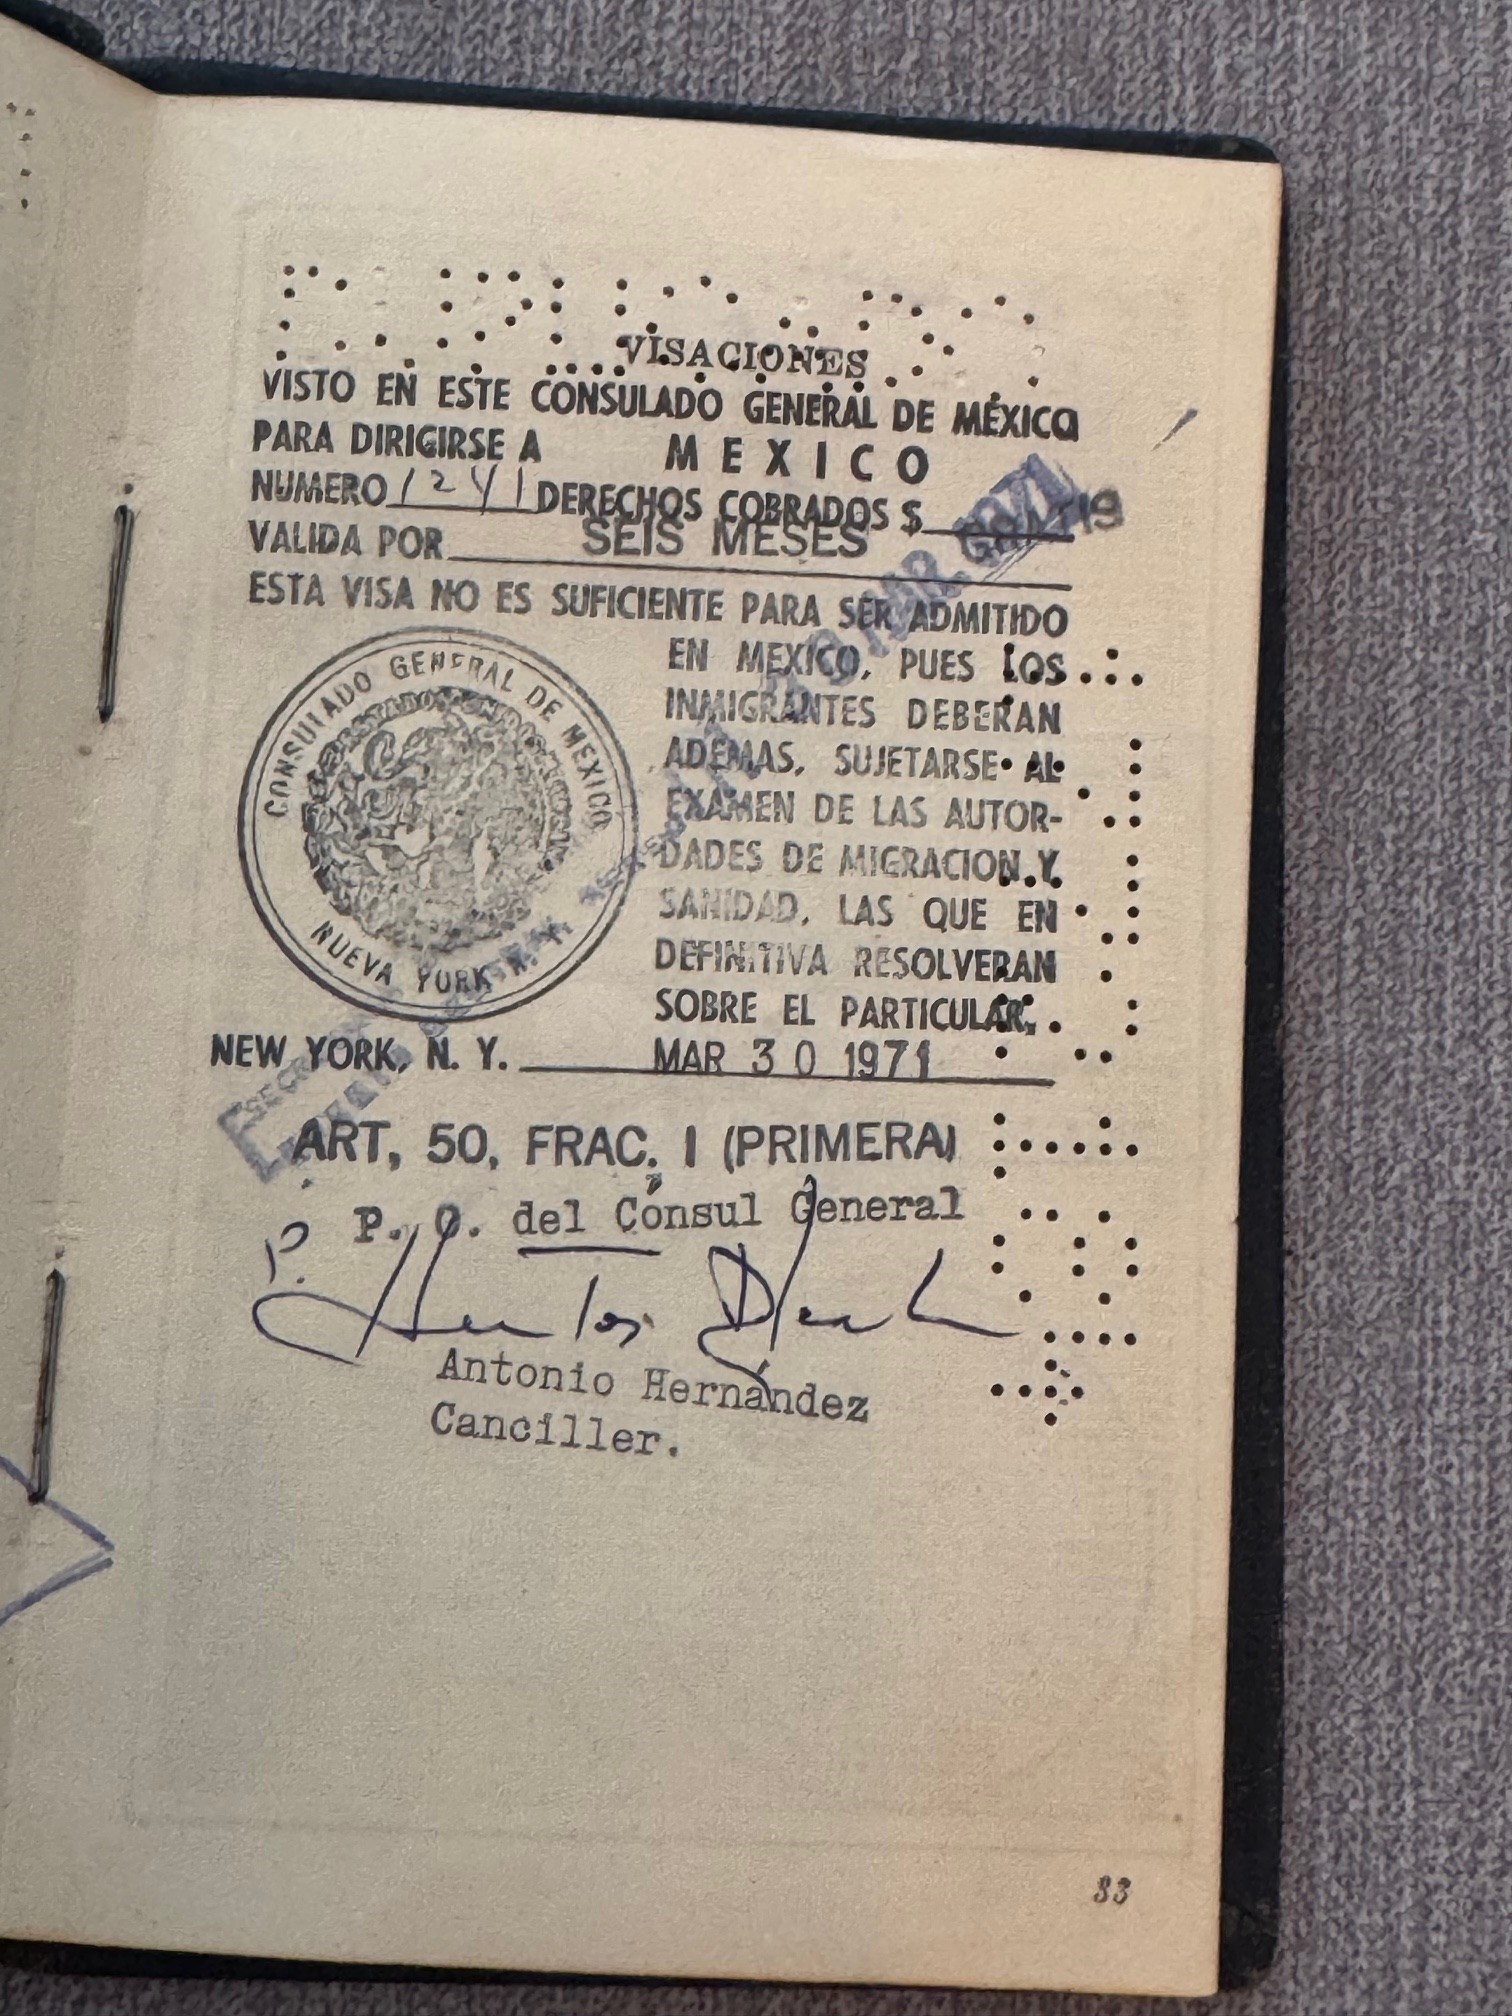 VISACIONES
VISTO EN ESTE CONSULADO GENERAL DE MÉXICO
PARA DIRIGIRSE A MEXICO
NUMERO 1241 DERECHOS COBRADOS $ GRATIS
VALIDA POR SEIS MESES
ESTA VISA NO ES SUFICIENTE PARA SER ADMITIDO
EN MEXICO, PUES LOS
INMIGRANTES DEBERAN
ADEMAS, SUJETARSE AL
EXAMEN DE LAS AUTOR-
DADES DE MIGRACION Y
SANIDAD, LAS QUE EN
DEFINITIVA RESOLVERAN
SOBRE EL PARTICULAR,
CONSULADO GENERAL DE MEXICO
NUEVA YORK N. Y.
NEW YORK, N. Y. MAR 30 1971
ART, 50, FRAC, I (PRIMERA)
P. O. del Cónsul General
P.
Antonio Hernández
Canciller.
33